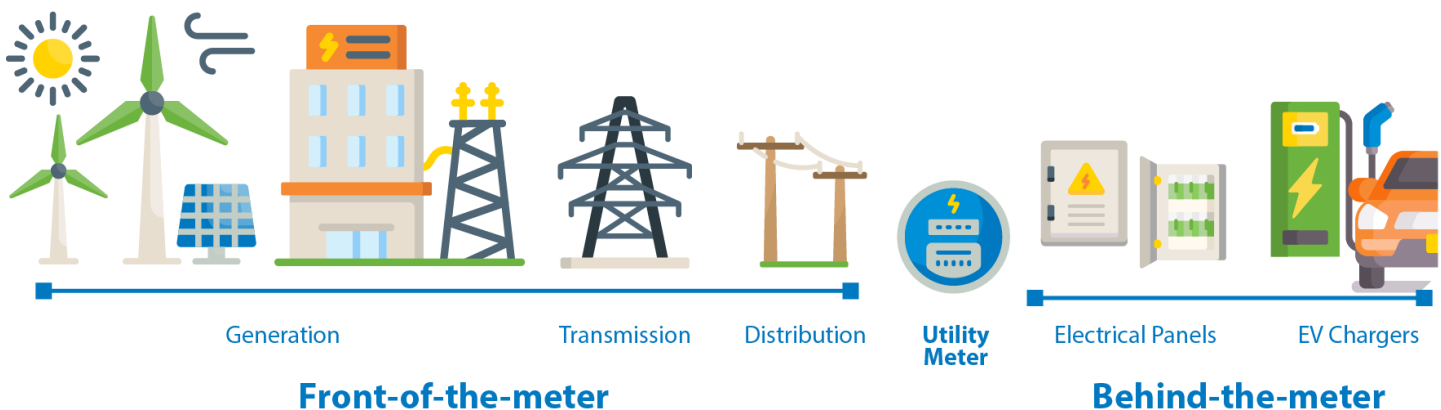 Generation
Transmission
Distribution
Utility
Meter
Electrical Panels
EV Chargers
Front-of-the-meter
Behind-the-meter